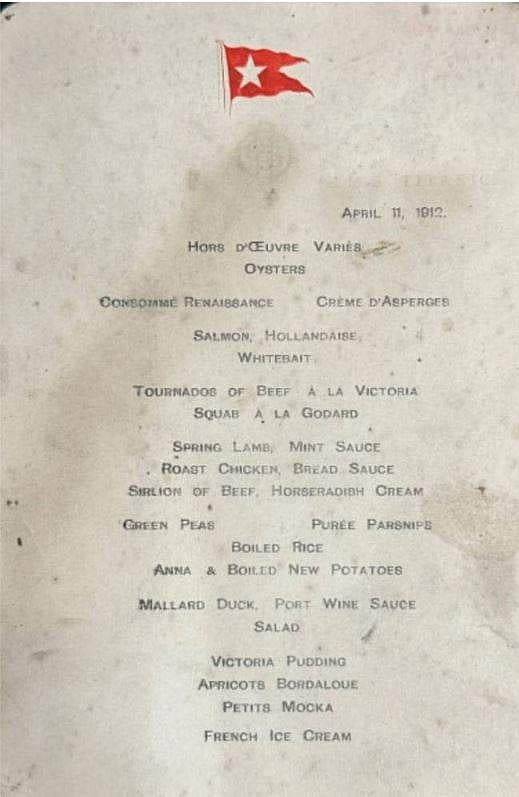 APRIL 11, 1912.
HORS D'ŒUVRE VARIÉS
OYSTERS
CONSOMMÉ RENAISSANCE CRÈME D'ASPERGES
SALMON, HOLLANDAISE
WHITEBAIT
TOURNADOS OF BEEF À LA VICTORIA
SQUAB À LA GODARD
SPRING LAMB, MINT SAUCE
ROAST CHICKEN, BREAD SAUCE
SIRLION OF BEEF, HORSERADISH CREAM
GREEN PEAS PURÉE PARSNIPS
BOILED RICE
ANNA & BOILED NEW POTATOES
MALLARD DUCK, PORT WINE SAUCE
SALAD
VICTORIA PUDDING
APRICOTS BORDALOUE
PETITS MOCKA
FRENCH ICE CREAM